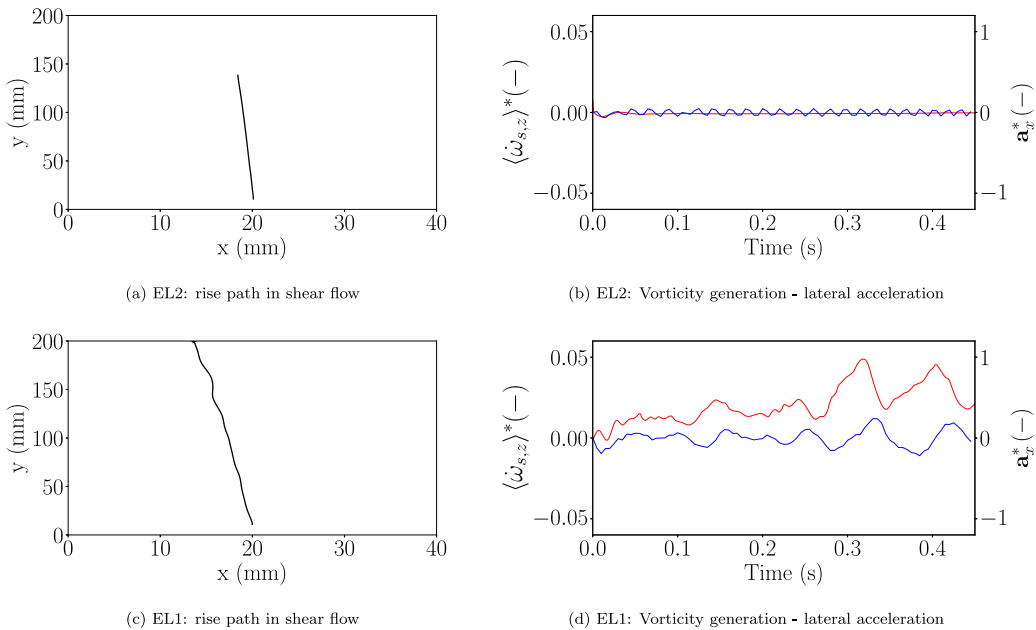 200
150
100
50
0
y (mm)
0 10 20 30 40
x (mm)
(a) EL2: rise path in shear flow
0.05
0.00
−0.05
⟨ω̇s,z⟩*(−)
1
0
−1
a*x(−)
0.0 0.1 0.2 0.3 0.4
Time (s)
(b) EL2: Vorticity generation - lateral acceleration
200
150
100
50
0
y (mm)
0 10 20 30 40
x (mm)
(c) EL1: rise path in shear flow
0.05
0.00
−0.05
⟨ω̇s,z⟩*(−)
1
0
−1
a*x(−)
0.0 0.1 0.2 0.3 0.4
Time (s)
(d) EL1: Vorticity generation - lateral acceleration